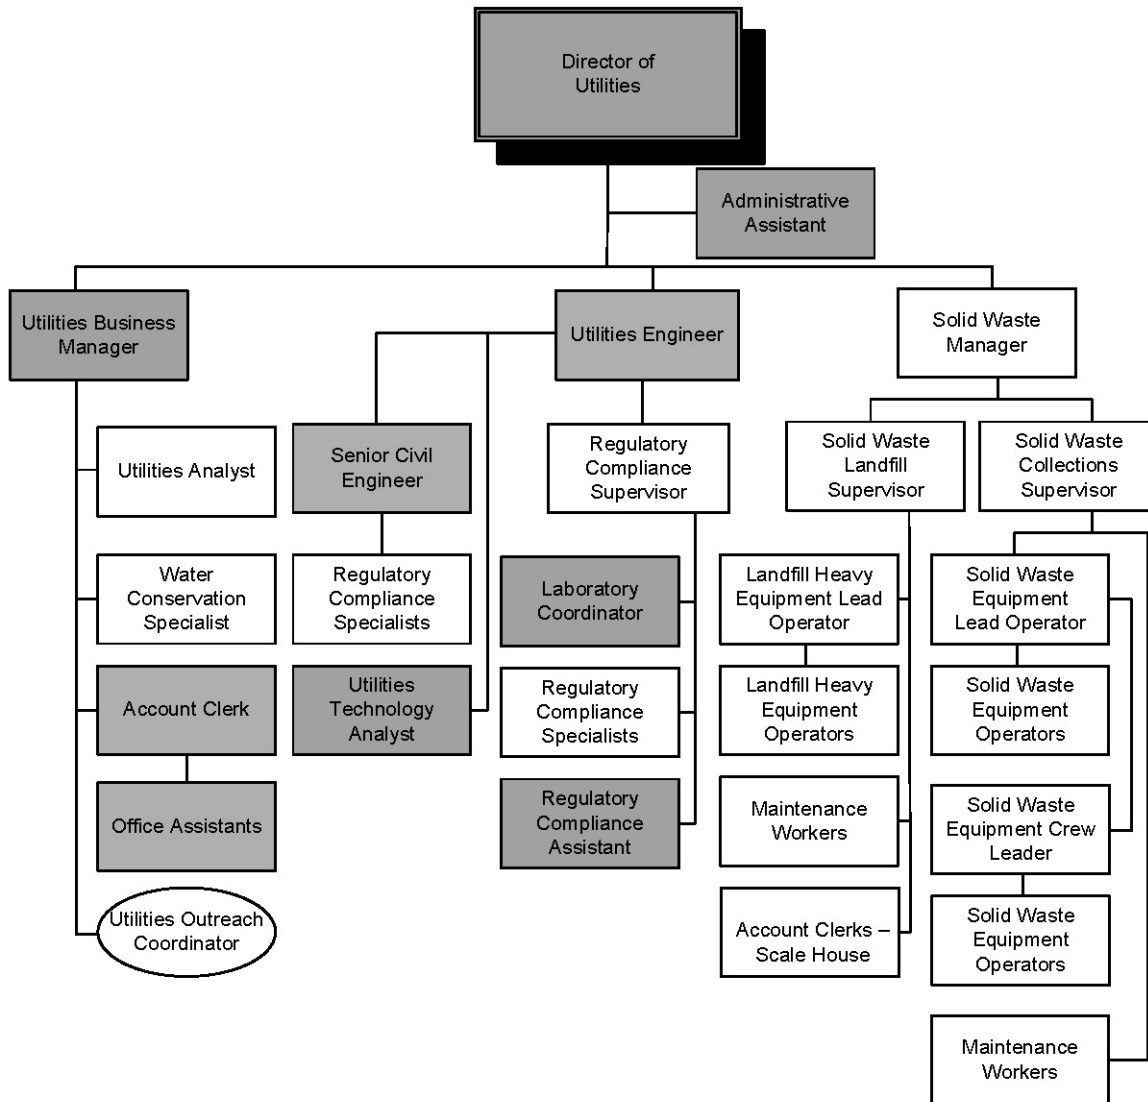 Director of
Utilities
Administrative
Assistant
Utilities Business
Manager
Utilities Engineer
Solid Waste
Manager
Utilities Analyst
Senior Civil
Engineer
Regulatory
Compliance
Supervisor
Solid Waste
Landfill
Supervisor
Solid Waste
Collections
Supervisor
Water
Conservation
Specialist
Regulatory
Compliance
Specialists
Laboratory
Coordinator
Landfill Heavy
Equipment Lead
Operator
Solid Waste
Equipment
Lead Operator
Account Clerk
Utilities
Technology
Analyst
Regulatory
Compliance
Specialists
Landfill Heavy
Equipment
Operators
Solid Waste
Equipment
Operators
Office Assistants
Regulatory
Compliance
Assistant
Maintenance
Workers
Solid Waste
Equipment Crew
Leader
Utilities Outreach
Coordinator
Account Clerks –
Scale House
Solid Waste
Equipment
Operators
Maintenance
Workers